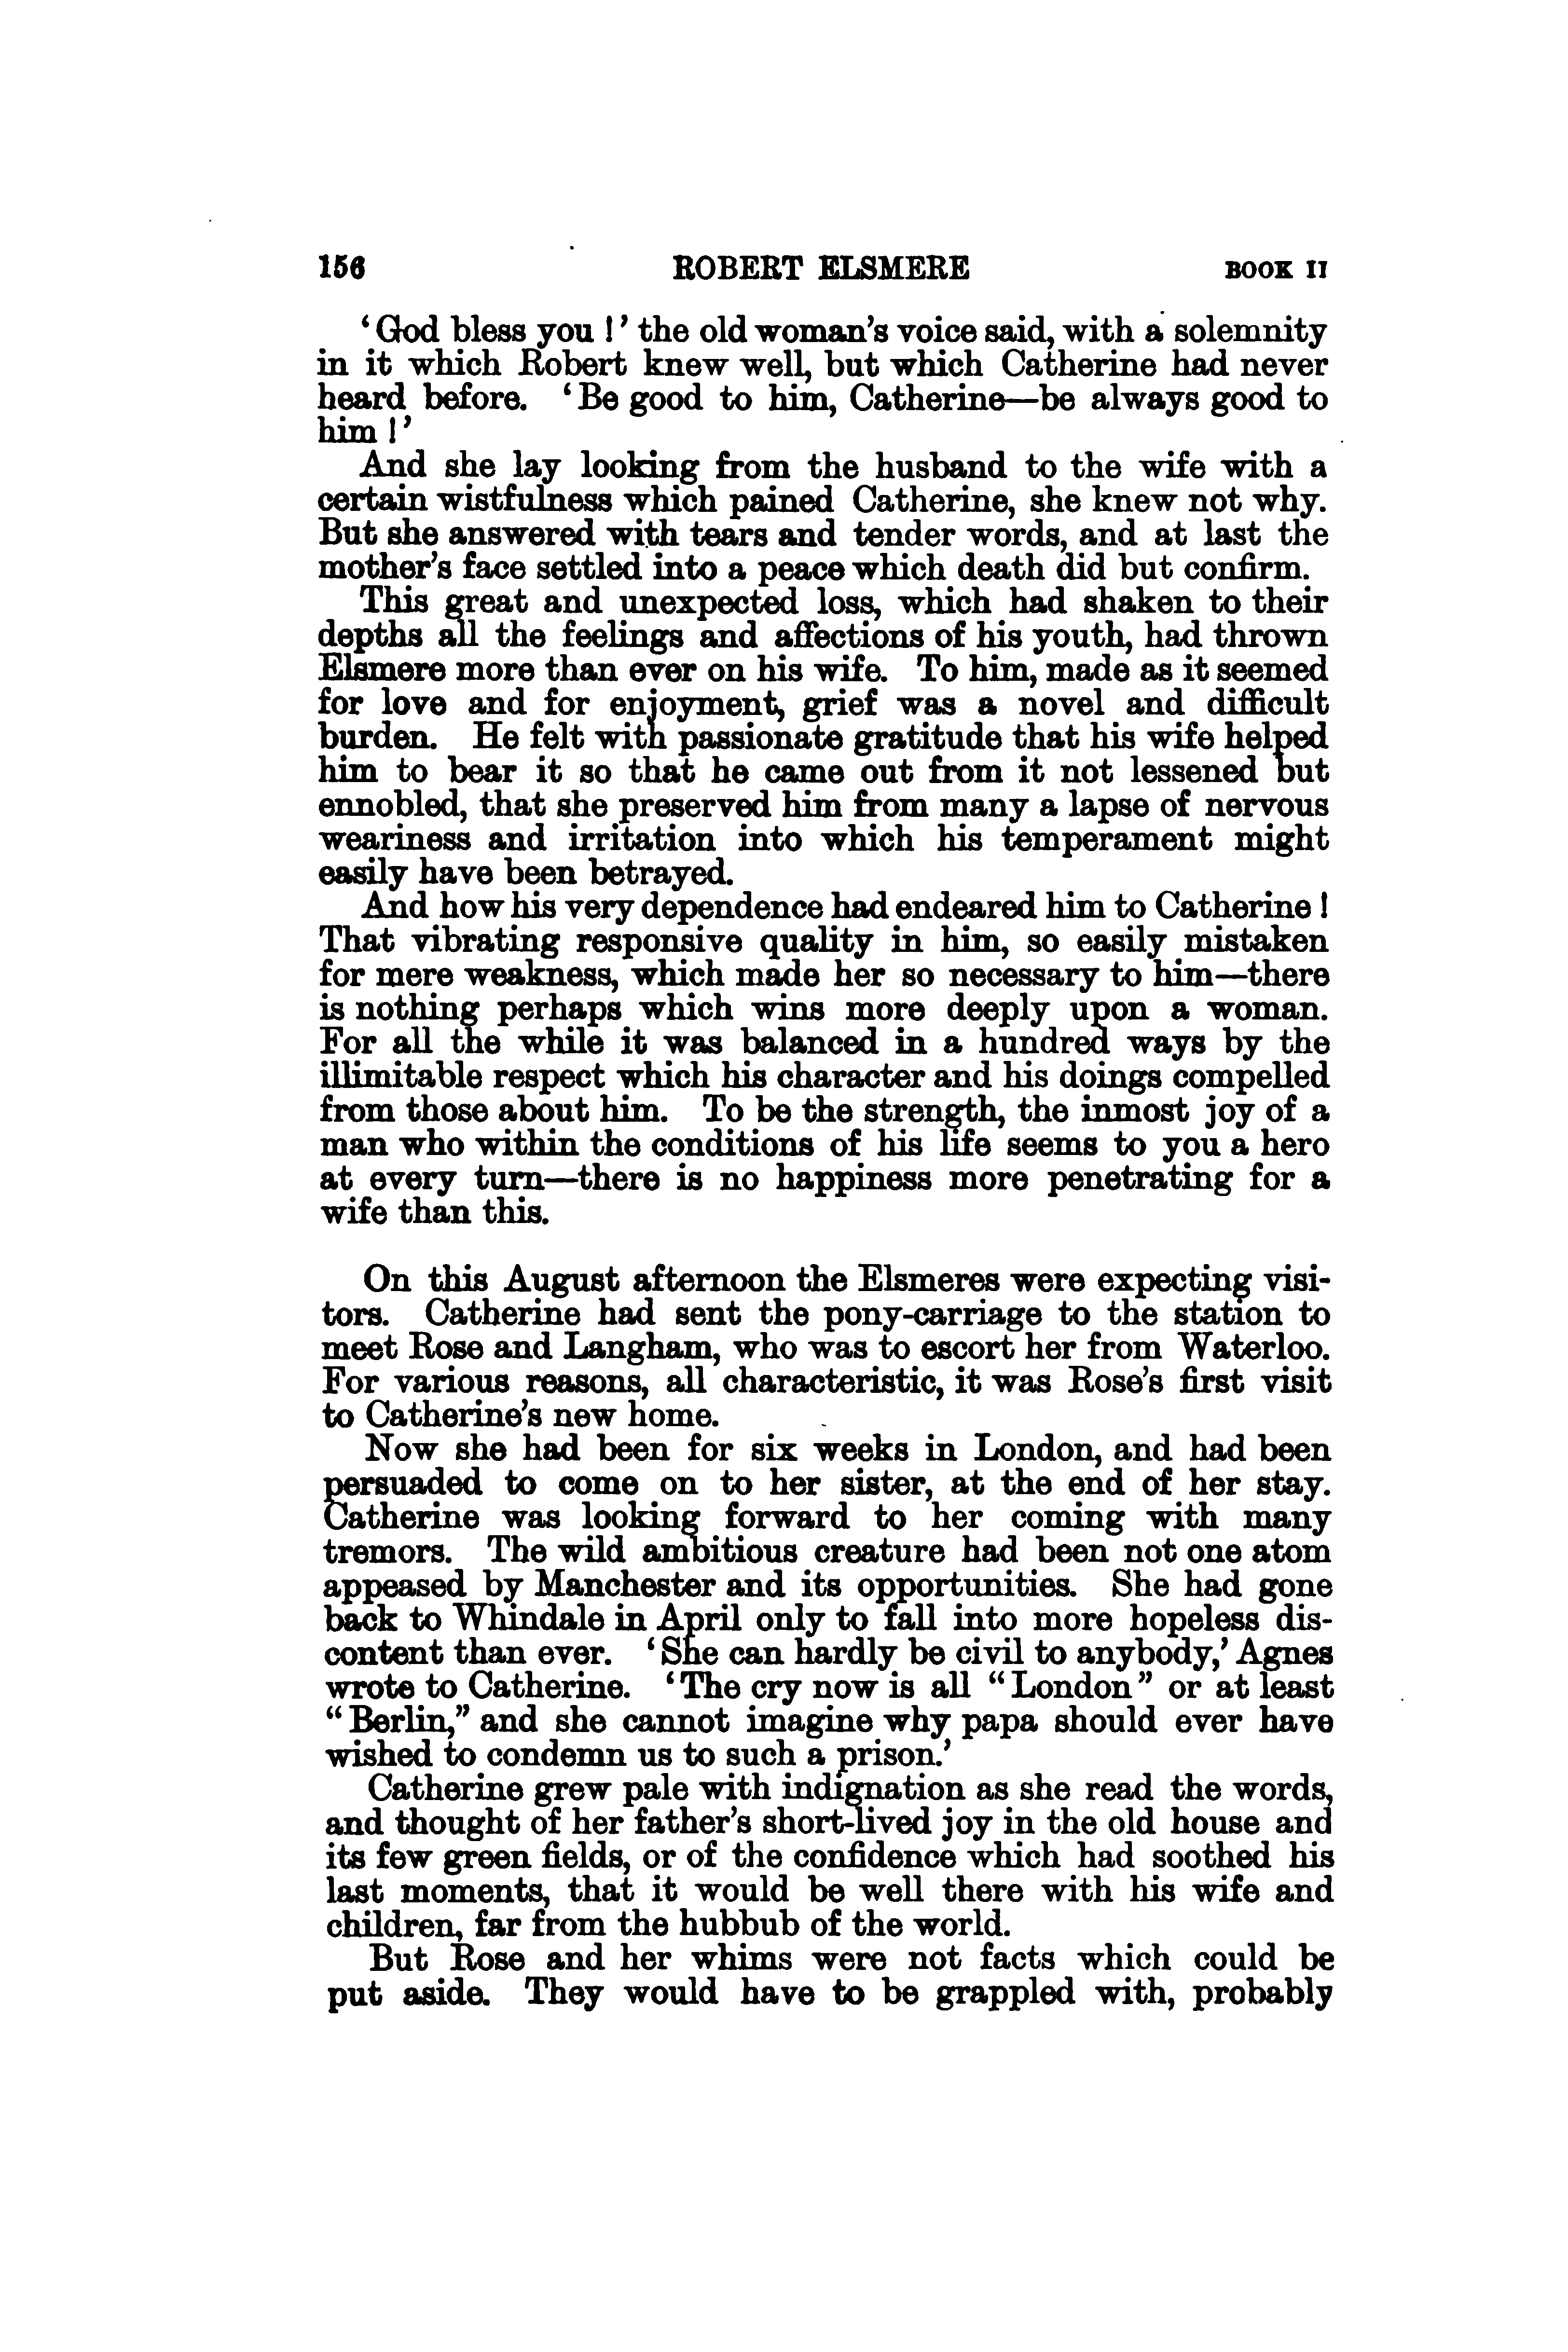 156 ROBERT ELSMERE BOOK II
‘God bless you!’ the old woman’s voice said, with a solemnity
in it which Robert knew well, but which Catherine had never
heard before. ‘Be good to him, Catherine—be always good to
him!’
And she lay looking from the husband to the wife with a
certain wistfulness which pained Catherine, she knew not why.
But she answered with tears and tender words, and at last the
mother’s face settled into a peace which death did but confirm.
This great and unexpected loss, which had shaken to their
depths all the feelings and affections of his youth, had thrown
Elsmere more than ever on his wife. To him, made as it seemed
for love and for enjoyment, grief was a novel and difficult
burden. He felt with passionate gratitude that his wife helped
him to bear it so that he came out from it not lessened but
ennobled, that she preserved him from many a lapse of nervous
weariness and irritation into which his temperament might
easily have been betrayed.
And how his very dependence had endeared him to Catherine!
That vibrating responsive quality in him, so easily mistaken
for mere weakness, which made her so necessary to him—there
is nothing perhaps which wins more deeply upon a woman.
For all the while it was balanced in a hundred ways by the
illimitable respect which his character and his doings compelled
from those about him. To be the strength, the inmost joy of a
man who within the conditions of his life seems to you a hero
at every turn—there is no happiness more penetrating for a
wife than this.
On this August afternoon the Elsmeres were expecting visi-
tors. Catherine had sent the pony-carriage to the station to
meet Rose and Langham, who was to escort her from Waterloo.
For various reasons, all characteristic, it was Rose’s first visit
to Catherine’s new home.
Now she had been for six weeks in London, and had been
persuaded to come on to her sister, at the end of her stay.
Catherine was looking forward to her coming with many
tremors. The wild ambitious creature had been not one atom
appeased by Manchester and its opportunities. She had gone
back to Whindale in April only to fall into more hopeless dis-
content than ever. ‘She can hardly be civil to anybody,’ Agnes
wrote to Catherine. ‘The cry now is all “London” or at least
“Berlin,” and she cannot imagine why papa should ever have
wished to condemn us to such a prison.’
Catherine grew pale with indignation as she read the words,
and thought of her father’s short-lived joy in the old house and
its few green fields, or of the confidence which had soothed his
last moments, that it would be well there with his wife and
children, far from the hubbub of the world.
But Rose and her whims were not facts which could be
put aside. They would have to be grappled with, probably